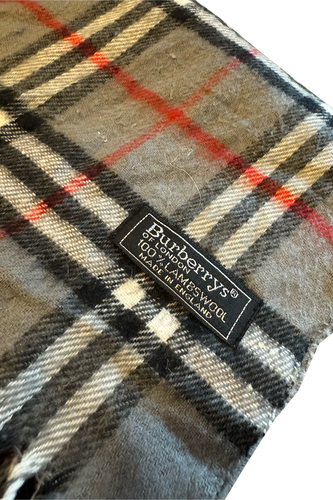 Burberrys®
OF LONDON
100% LAMBSWOOL
MADE IN ENGLAND